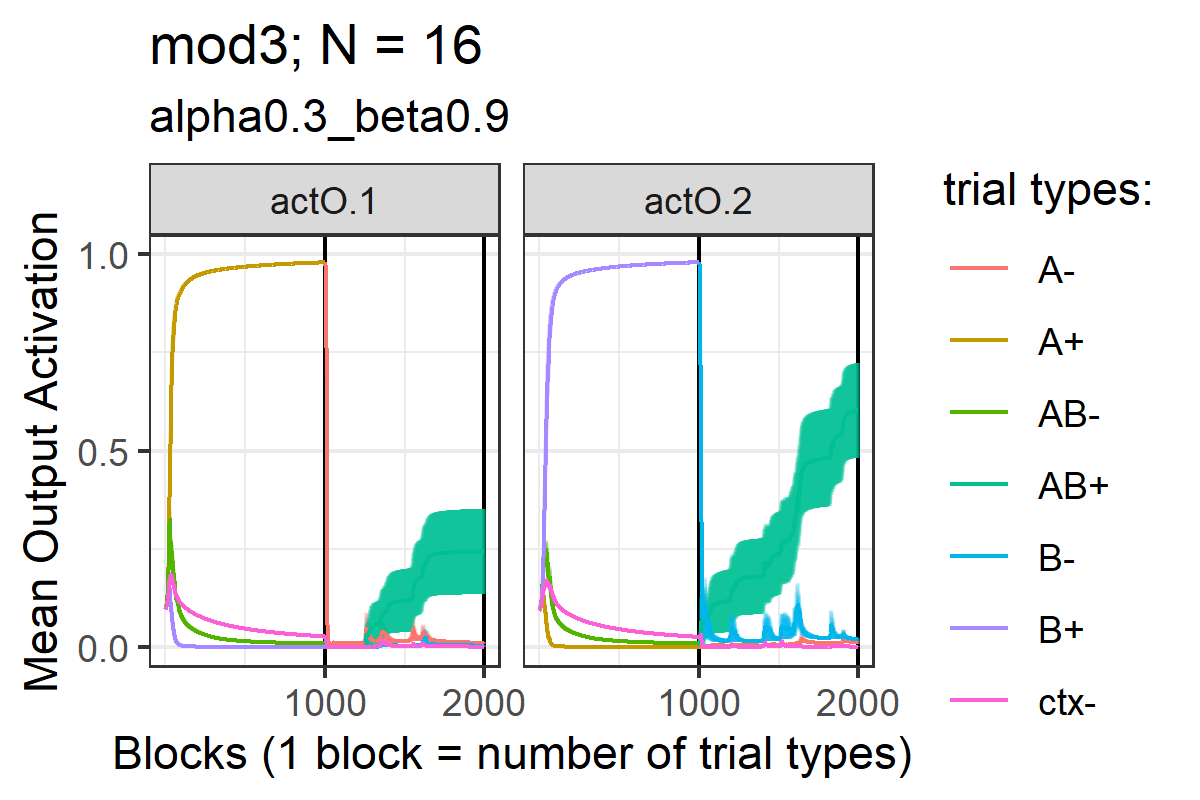 mod3; N = 16
alpha0.3_beta0.9
actO.1
actO.2
trial types:
A-
A+
AB-
AB+
B-
B+
ctx-
Mean Output Activation
1.0
0.5
0.0
1000
2000
1000
2000
Blocks (1 block = number of trial types)